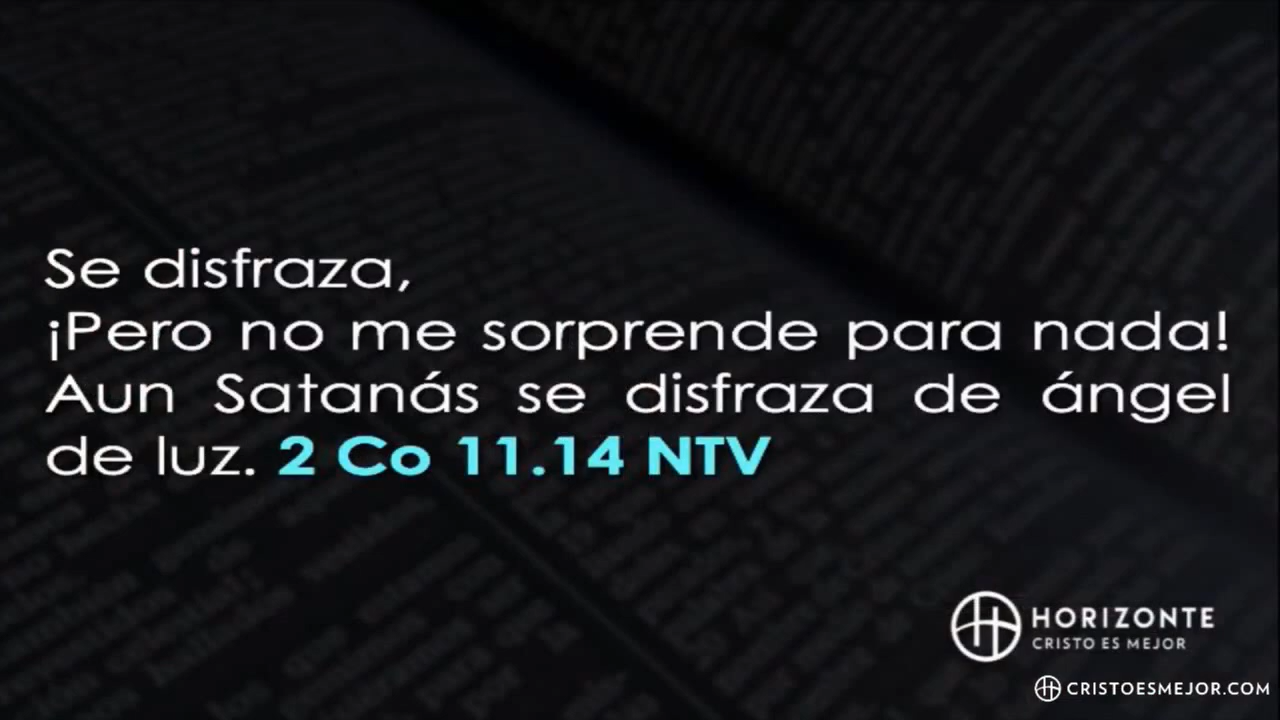 Se disfraza,
¡Pero no me sorprende para nada!
Aun Satanás se disfraza de ángel
de luz. 2 Co 11.14 NTV
HORIZONTE
CRISTO ES MEJOR
CRISTOESMEJOR.COM